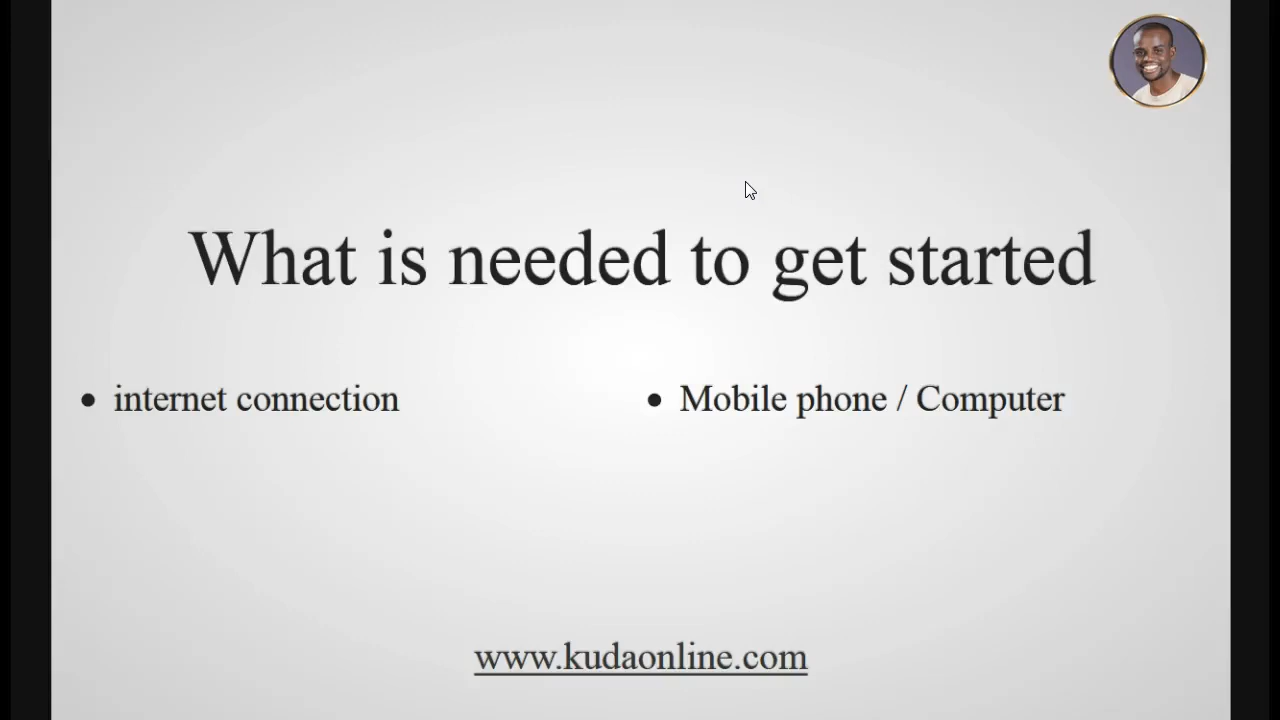 What is needed to get started
• internet connection
• Mobile phone / Computer
www.kudaonline.com